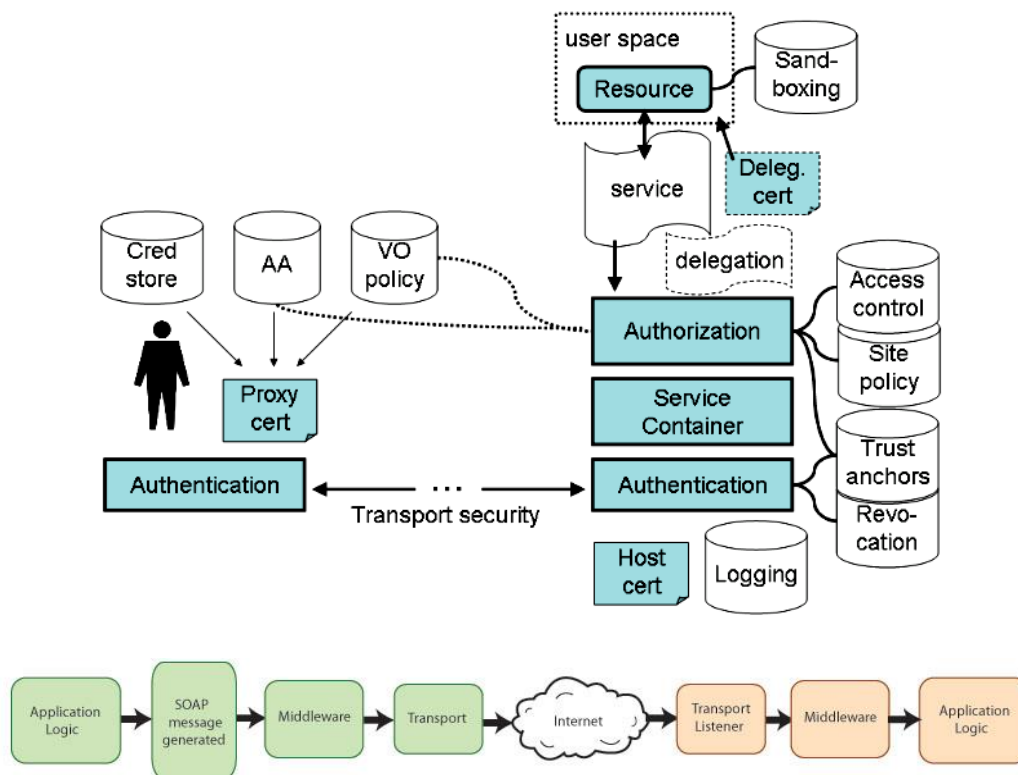 user space
Resource
Sand-
boxing
service
Deleg.
cert
Cred
store
AA
VO
policy
delegation
Access
control
Authorization
Site
policy
Proxy
cert
Service
Container
Trust
anchors
Authentication
...
Transport security
Authentication
Revo-
cation
Host
cert
Logging
Application
Logic
SOAP
message
generated
Middleware
Transport
Internet
Transport
Listener
Middleware
Application
Logic